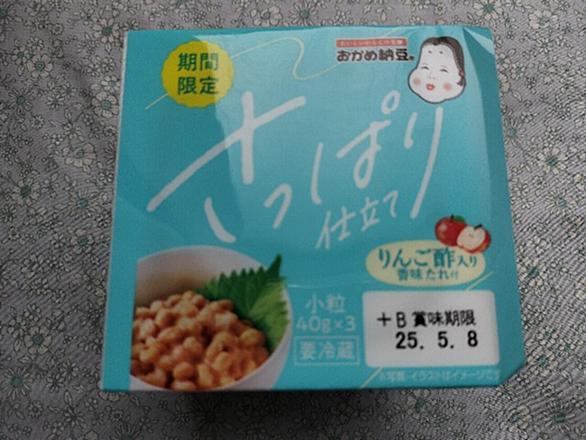 期間
限定
おかめ納豆®
さっぱり
仕立て
りんご酢入り
香味たれ付
小粒
40g×3
要冷蔵
+B 賞味期限
25.5.8
※写真・イラストはイメージです